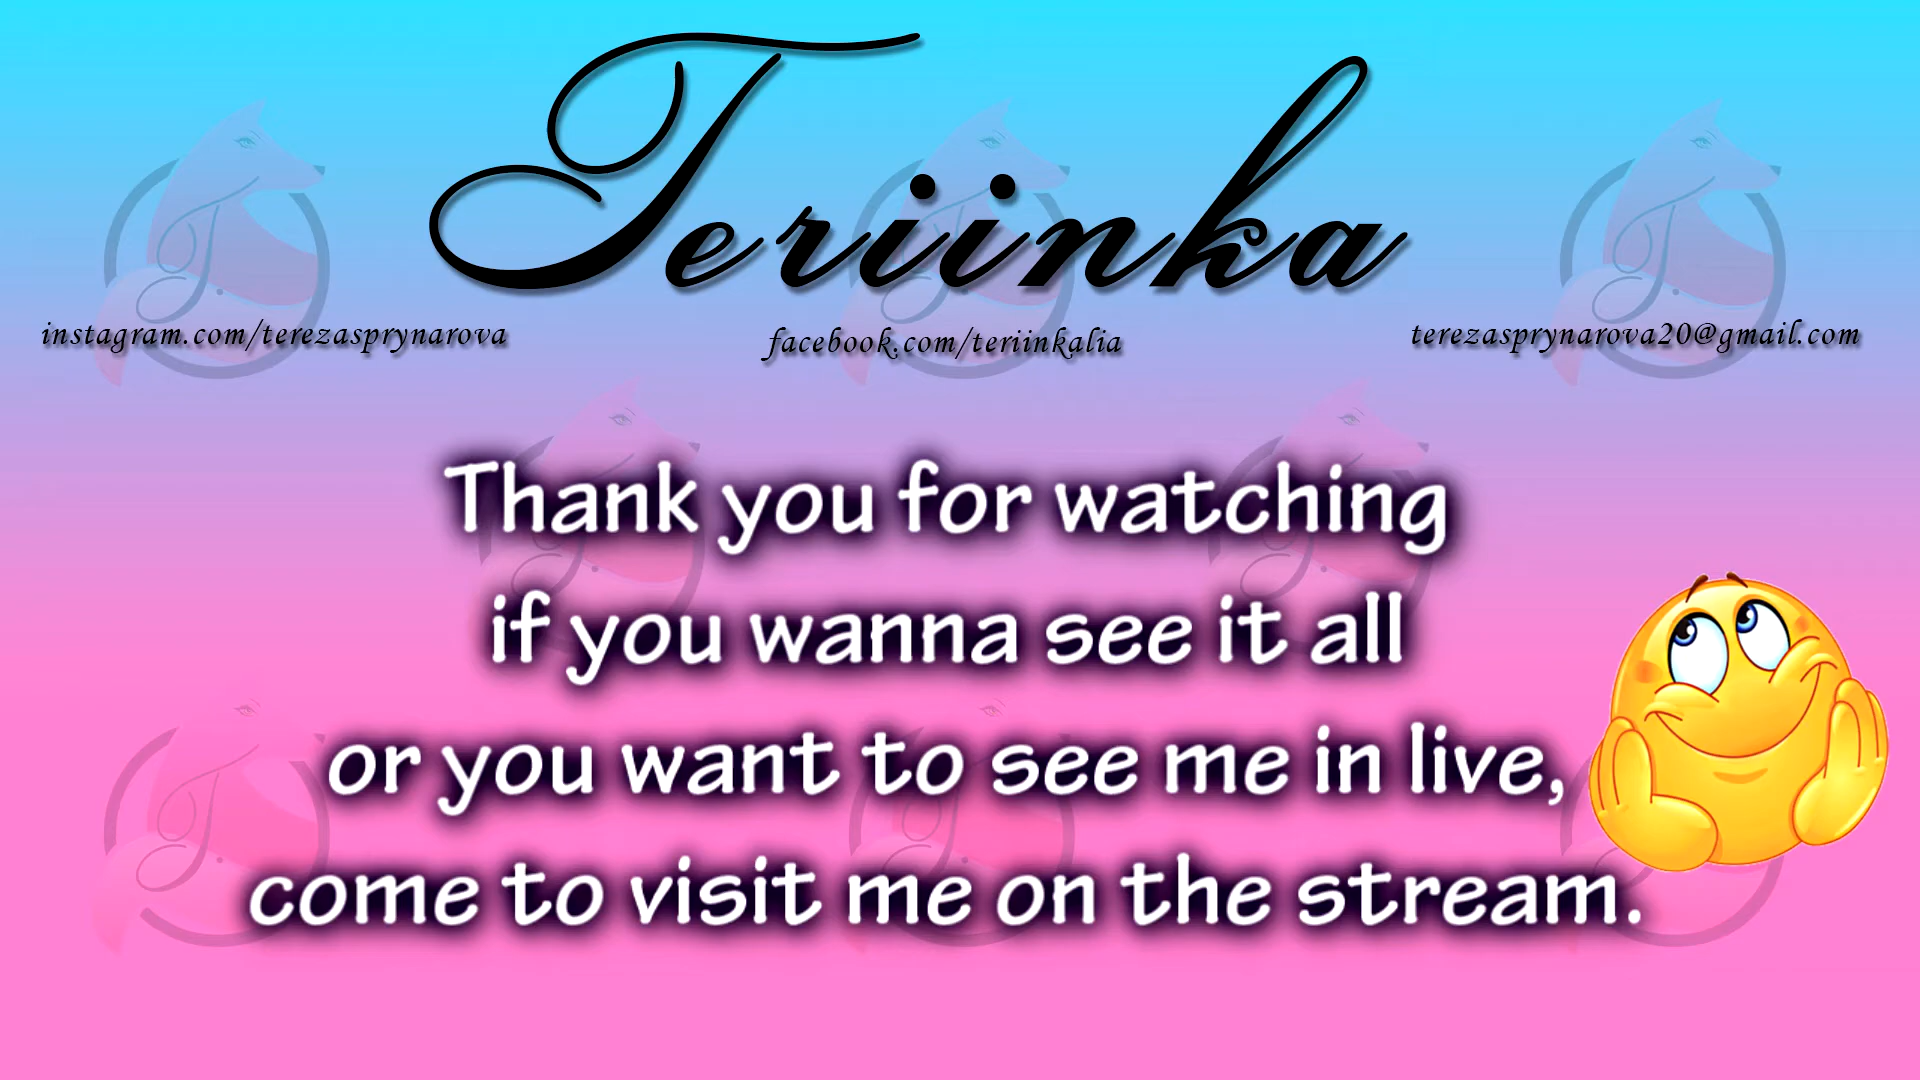 Teriinka
instagram.com/terezasprynarova
facebook.com/teriinkalia
terezasprynarova20@gmail.com
Thank you for watching
if you wanna see it all
or you want to see me in live,
come to visit me on the stream.